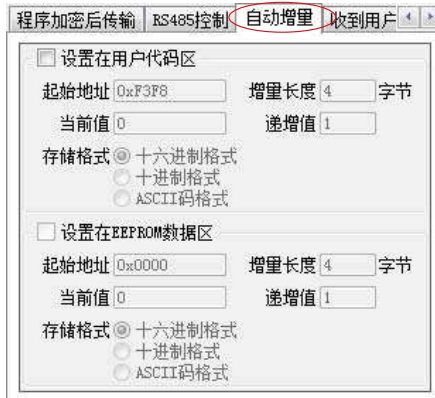 程序加密后传输 RS485控制 自动增量 收到用户
设置在用户代码区
起始地址 0xF3F8 增量长度 4 字节
当前值 0 递增值 1
存储格式 十六进制格式
十进制格式
ASCII码格式
设置在EEPROM数据区
起始地址 0x0000 增量长度 4 字节
当前值 0 递增值 1
存储格式 十六进制格式
十进制格式
ASCII码格式